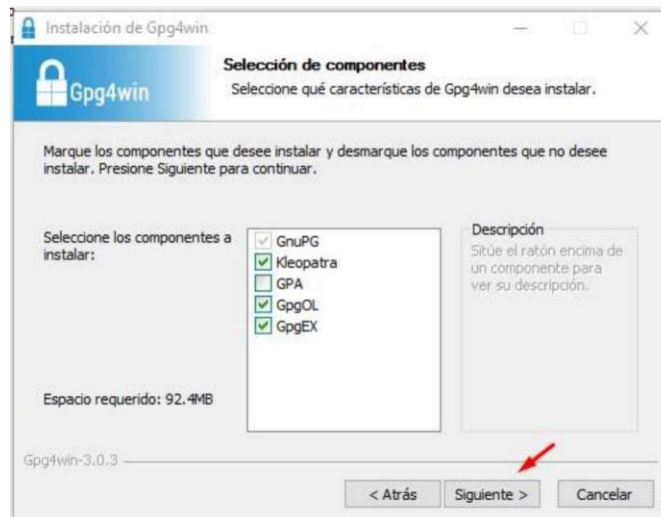 Instalación de Gpg4win
Gpg4win
Selección de componentes
Seleccione qué características de Gpg4win desea instalar.
Marque los componentes que desee instalar y desmarque los componentes que no desee
instalar. Presione Siguiente para continuar.
Seleccione los componentes a
instalar:
GnuPG
Kleopatra
GPA
GpgOL
GpgEX
Descripción
Sitúe el ratón encima de
un componente para
ver su descripción.
Espacio requerido: 92.4MB
Gpg4win-3.0.3
< Atrás
Siguiente >
Cancelar